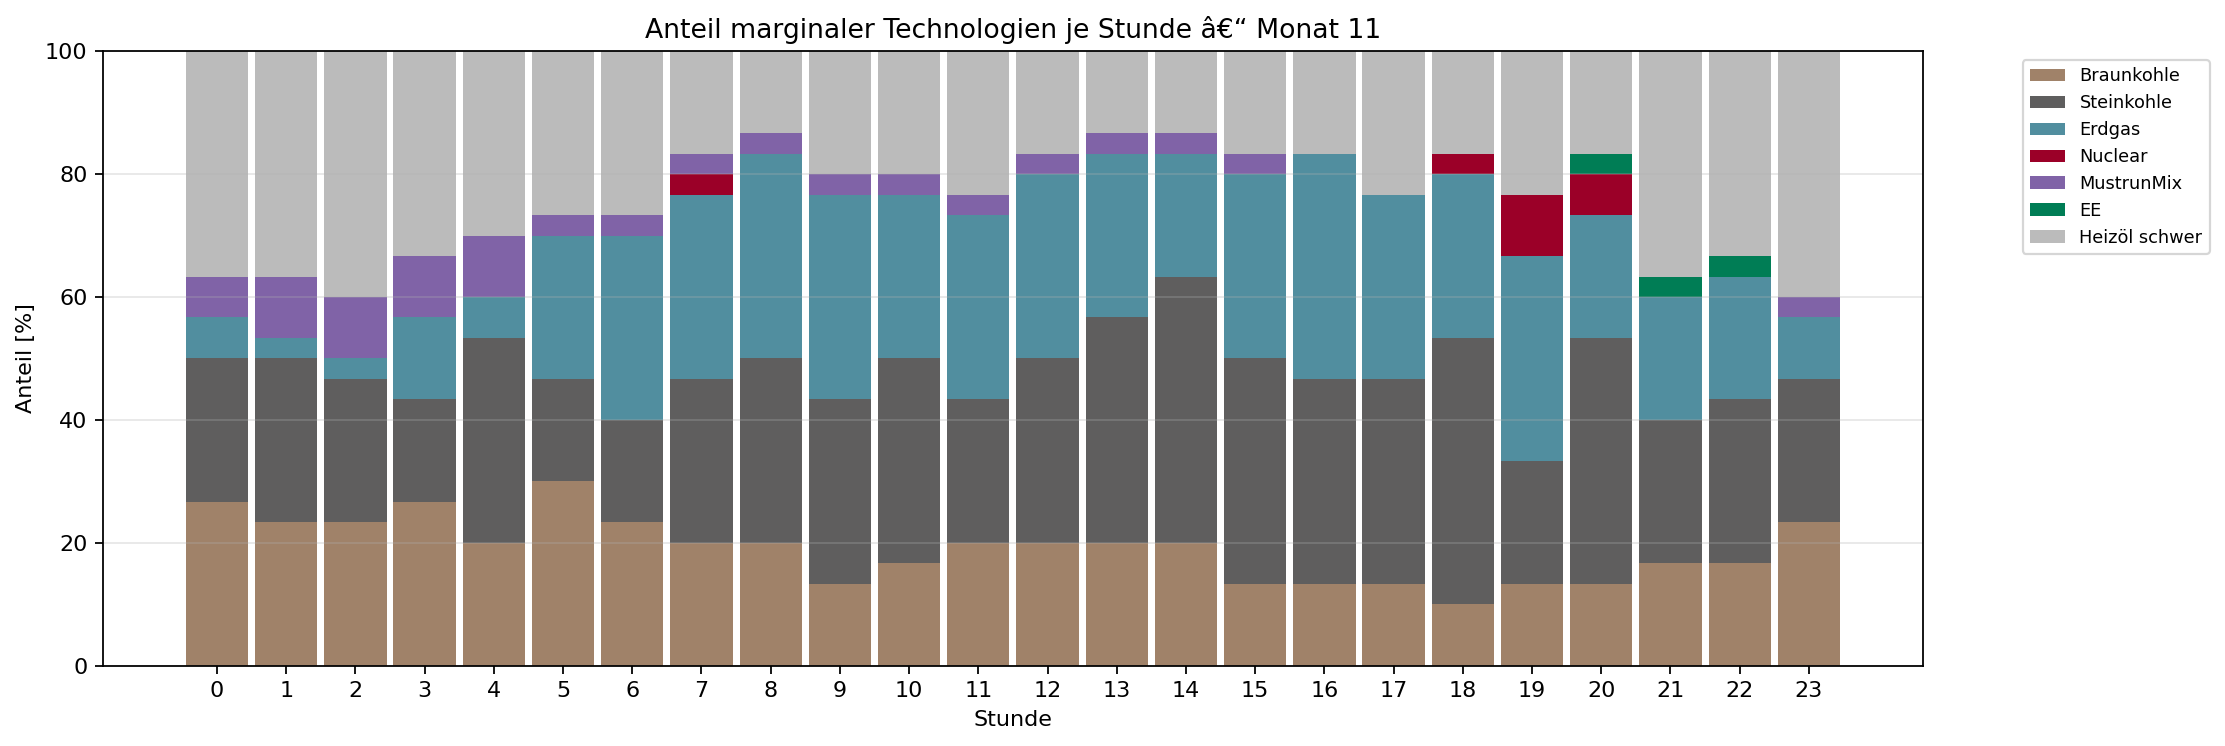 Anteil marginaler Technologien je Stunde â€“ Monat 11
Anteil [%]
100
80
60
40
20
0
0 1 2 3 4 5 6 7 8 9 10 11 12 13 14 15 16 17 18 19 20 21 22 23
Stunde
Braunkohle
Steinkohle
Erdgas
Nuclear
MustrunMix
EE
Heizöl schwer